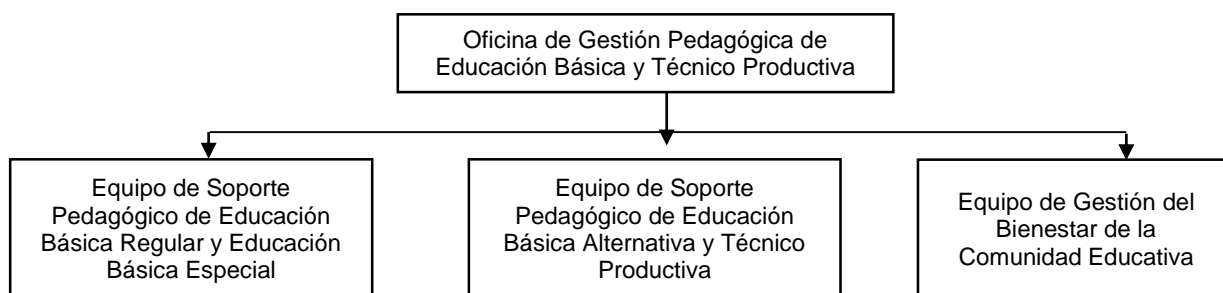 Oficina de Gestión Pedagógica de
Educación Básica y Técnico Productiva
Equipo de Soporte
Pedagógico de Educación
Básica Regular y Educación
Básica Especial
Equipo de Soporte
Pedagógico de Educación
Básica Alternativa y Técnico
Productiva
Equipo de Gestión del
Bienestar de la
Comunidad Educativa